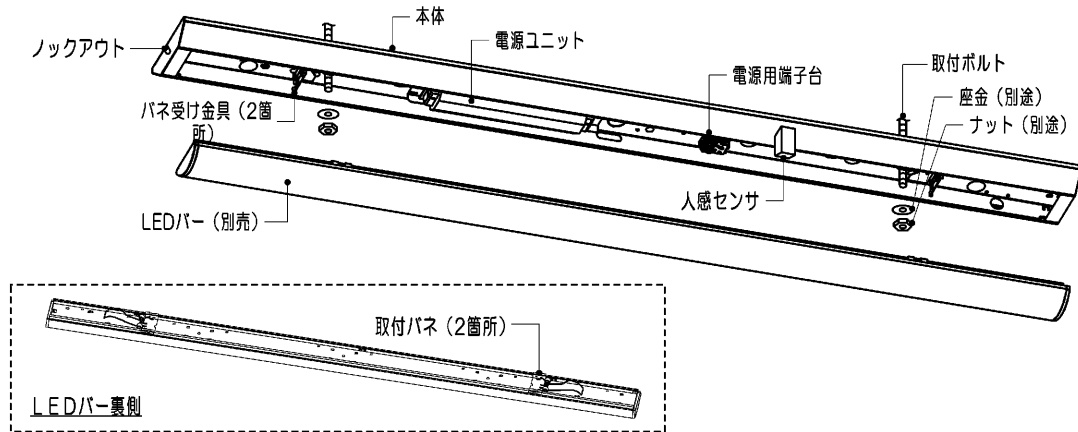 本体
ノックアウト
電源ユニット
電源用端子台
取付ボルト
座金（別途）
ナット（別途）
バネ受け金具（2箇
所）
人感センサ
LEDバー（別売）
取付バネ（2箇所）
LEDバー裏側